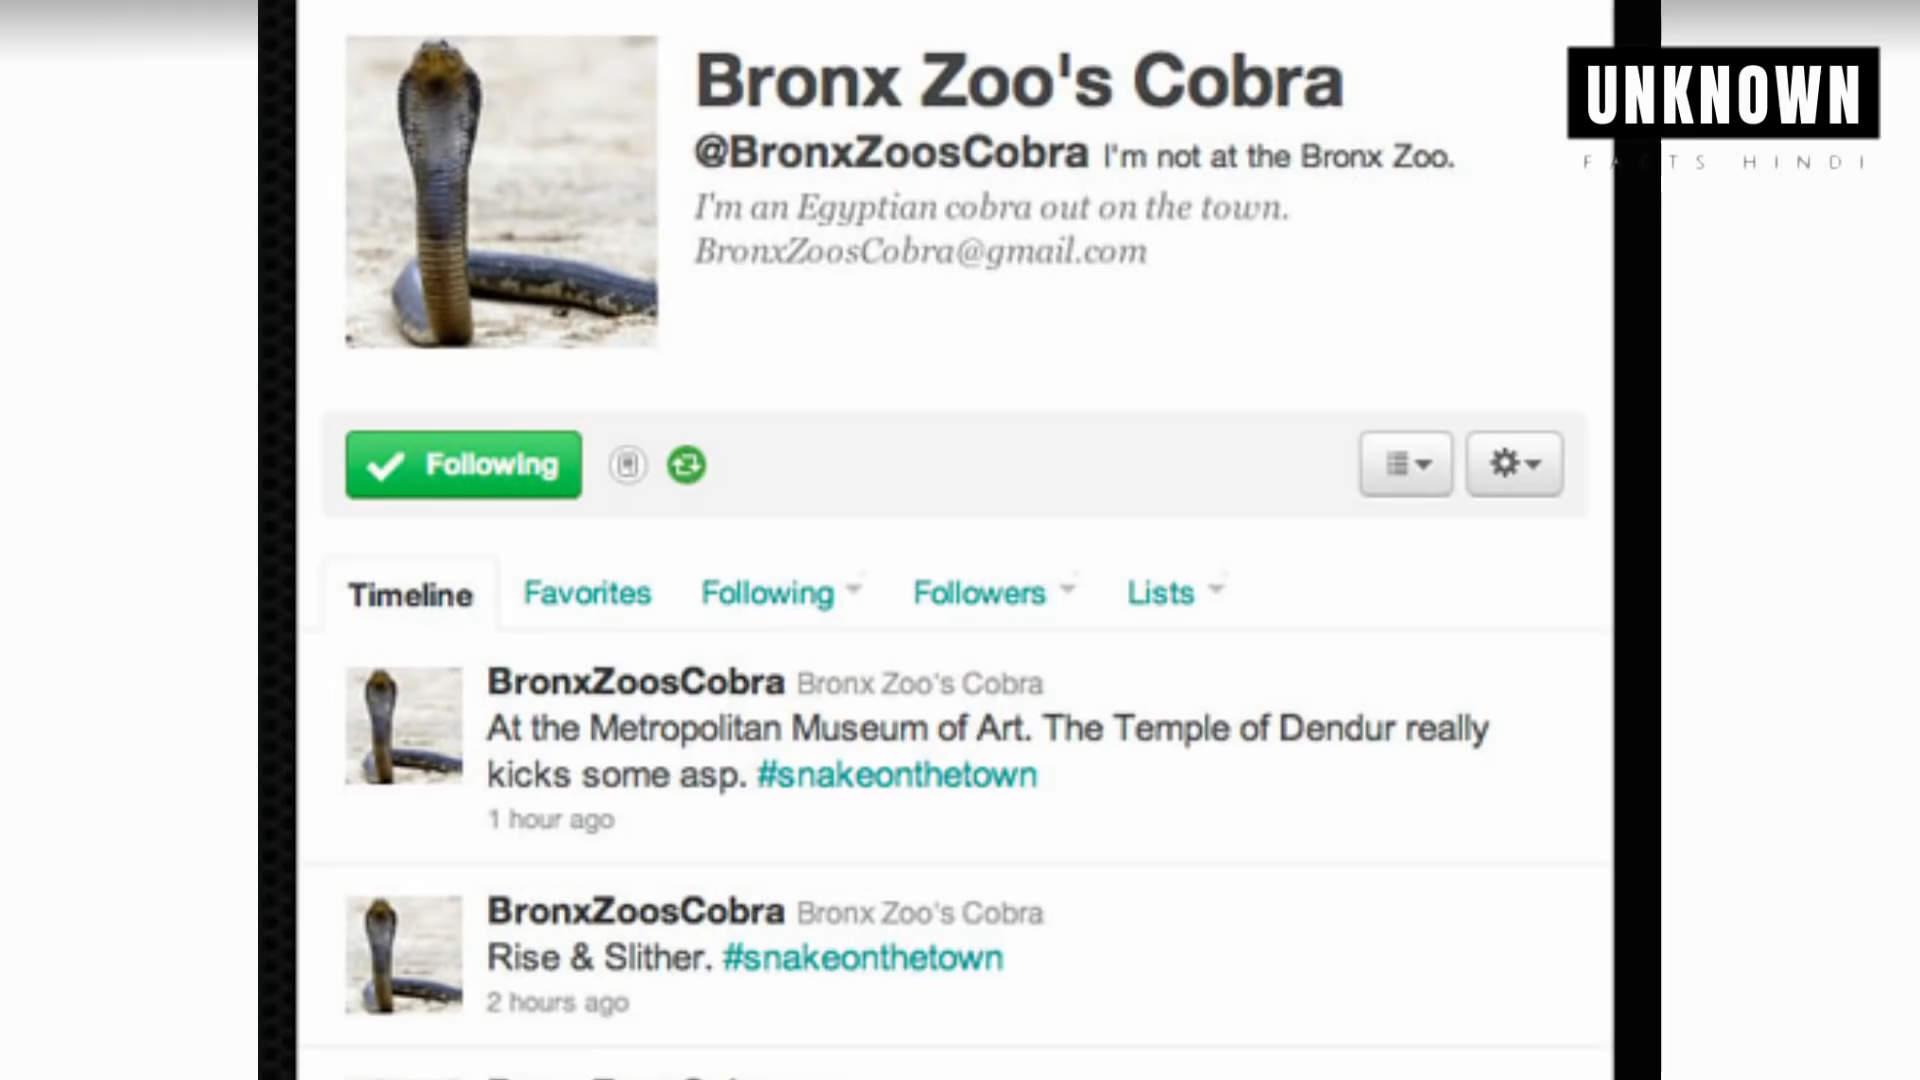 Bronx Zoo's Cobra
@BronxZoosCobra I'm not at the Bronx Zoo.
I'm an Egyptian cobra out on the town.
BronxZoosCobra@gmail.com
UNKNOWN
FACTS HINDI
Following
Timeline Favorites Following Followers Lists
BronxZoosCobra Bronx Zoo's Cobra
At the Metropolitan Museum of Art. The Temple of Dendur really
kicks some asp. #snakeonthetown
1 hour ago
BronxZoosCobra Bronx Zoo's Cobra
Rise & Slither. #snakeonthetown
2 hours ago